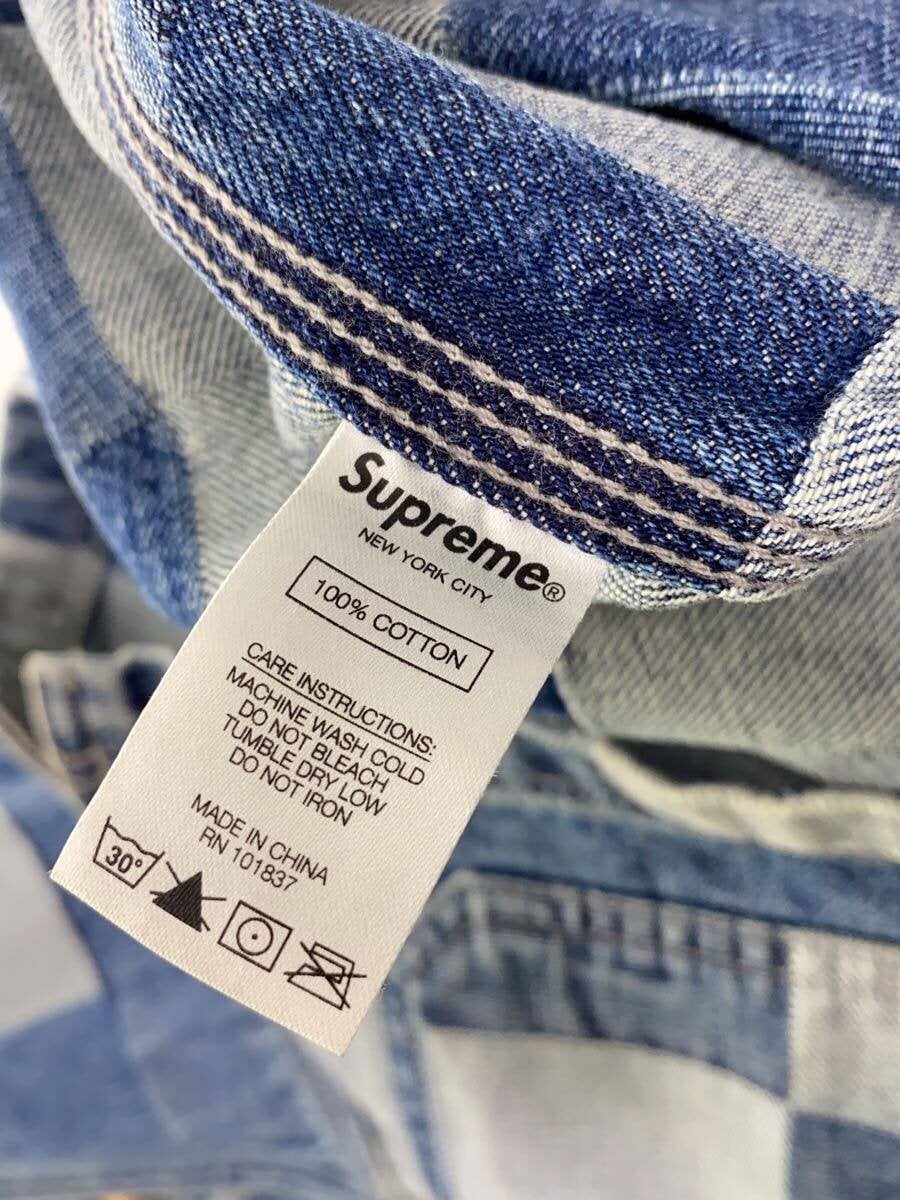 Supreme®
NEW YORK CITY
100% COTTON
CARE INSTRUCTIONS:
MACHINE WASH COLD
DO NOT BLEACH
TUMBLE DRY LOW
DO NOT IRON
MADE IN CHINA
RN 101837
30°